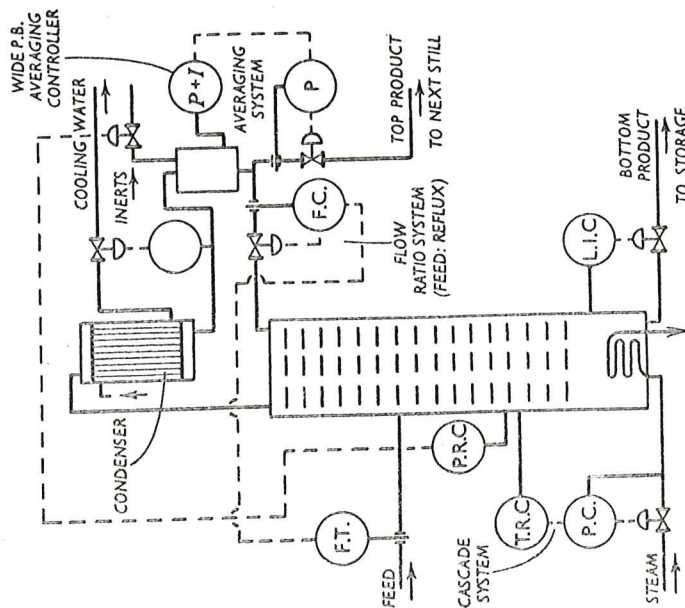 WIDE P.B.
AVERAGING
CONTROLLER
COOLING WATER
INERTS
P+I
AVERAGING
SYSTEM
P
CONDENSER
F.C.
FLOW
RATIO SYSTEM
(FEED: REFLUX)
TOP PRODUCT
TO NEXT STILL
F.T.
FEED
P.R.C
T.R.C
CASCADE
SYSTEM
P.C.
STEAM
L.I.C
BOTTOM
PRODUCT
TO STORAGE